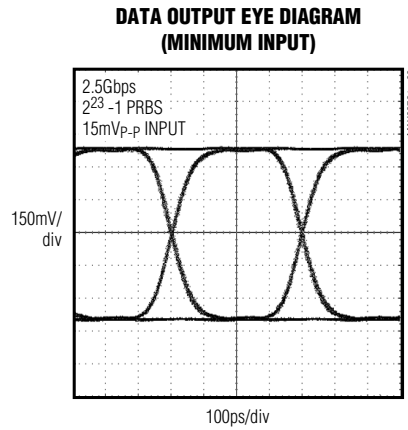 DATA OUTPUT EYE DIAGRAM
(MINIMUM INPUT)
2.5Gbps
2²³ -1 PRBS
15mVP-P INPUT
150mV/
div
100ps/div